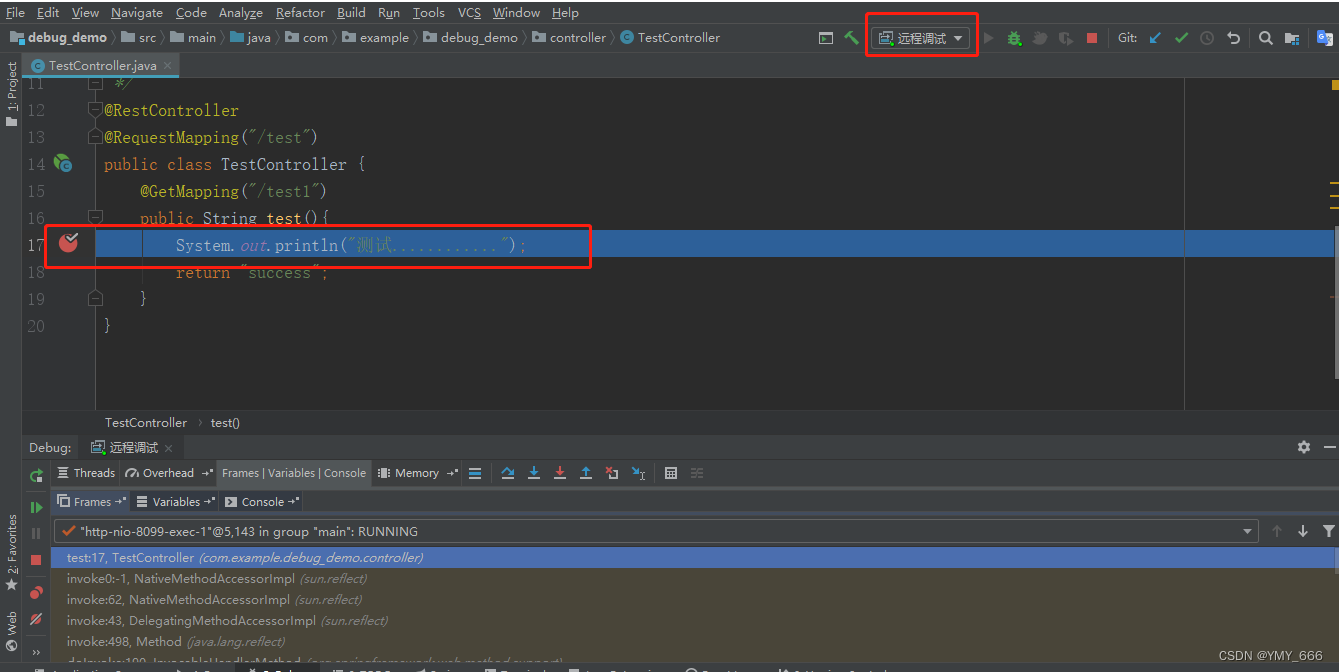 File Edit View Navigate Code Analyze Refactor Build Run Tools VCS Window Help
debug_demo src main java com example debug_demo controller TestController 远程调试 Git:
TestController.java
1: Project
11 */
12 @RestController
13 @RequestMapping("/test")
14 public class TestController {
15 @GetMapping("/test1")
16 public String test(){
17 System.out.println("测试............");
18 return "success";
19 }
20 }
TestController test()
Debug: 远程调试
Threads Overhead Frames | Variables | Console Memory
Frames Variables Console
"http-nio-8099-exec-1"@5,143 in group "main": RUNNING
test:17, TestController (com.example.debug_demo.controller)
invoke0:-1, NativeMethodAccessorImpl (sun.reflect)
invoke:62, NativeMethodAccessorImpl (sun.reflect)
invoke:43, DelegatingMethodAccessorImpl (sun.reflect)
invoke:498, Method (java.lang.reflect)
2: Favorites
Web
CSDN @YMY_666